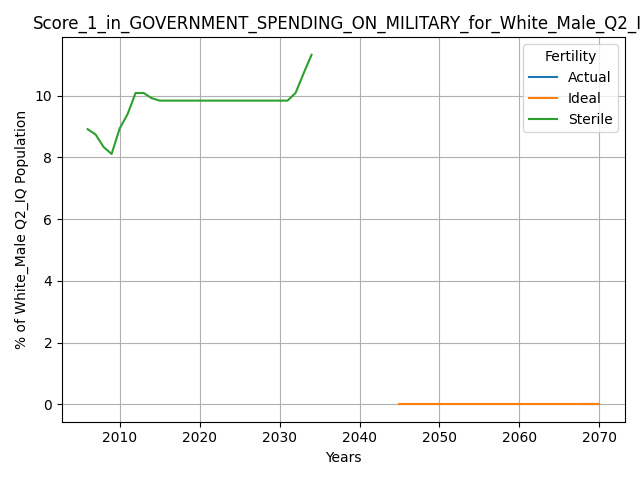 Score_1_in_GOVERNMENT_SPENDING_ON_MILITARY_for_White_Male_Q2_I
Fertility
Actual
Ideal
Sterile
% of White_Male Q2_IQ Population
10
8
6
4
2
0
2010 2020 2030 2040 2050 2060 2070
Years